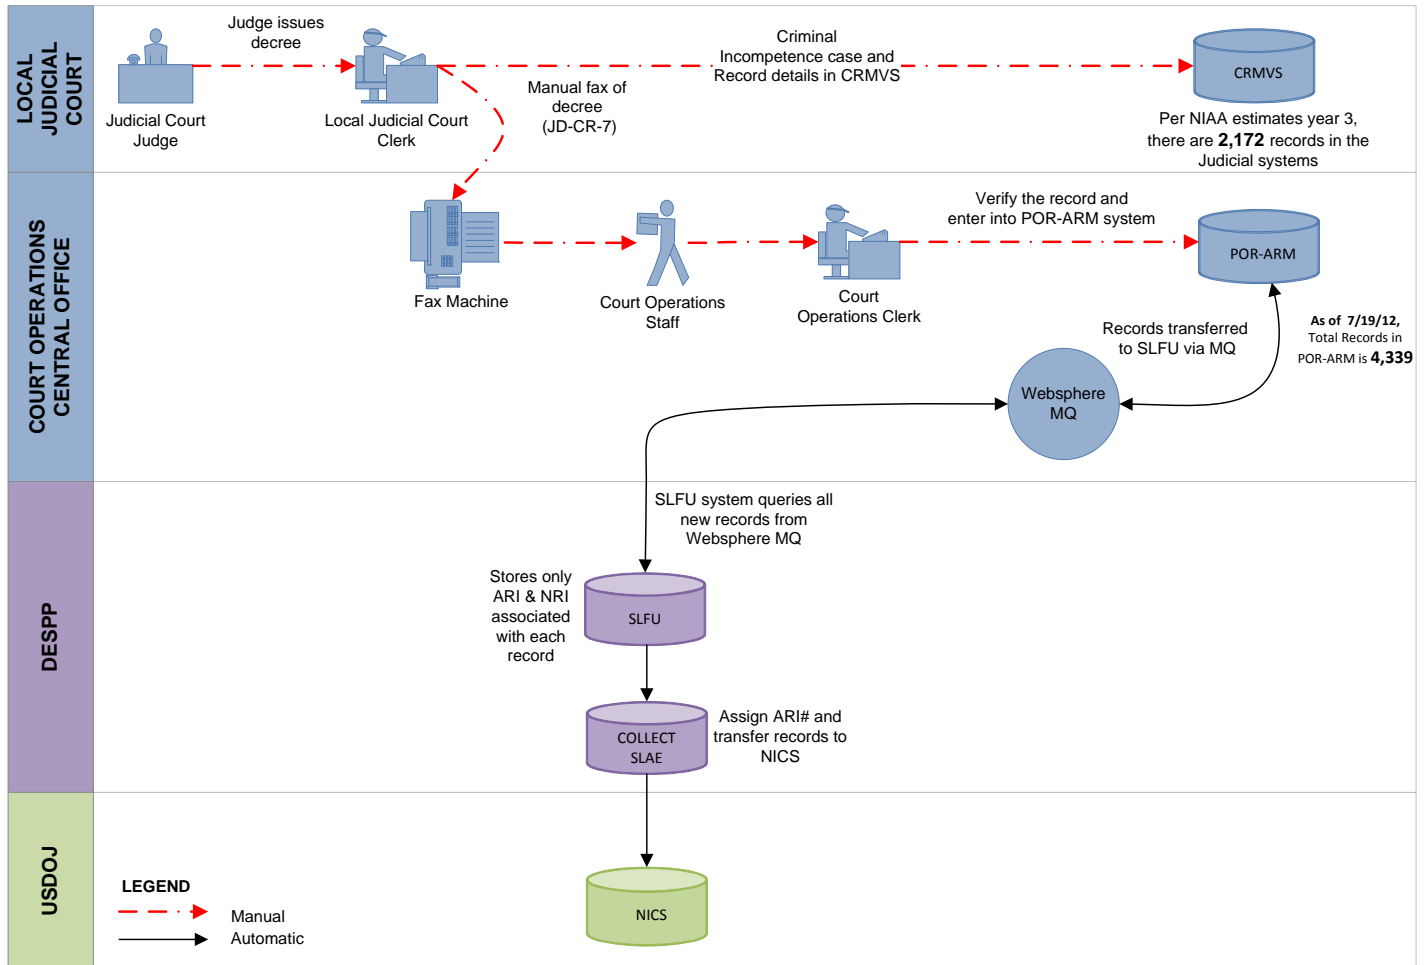 LOCAL
JUDICIAL
COURT
Judge issues
decree
Judicial Court
Judge
Local Judicial Court
Clerk
Manual fax of
decree
(JD-CR-7)
Criminal
Incompetence case and
Record details in CRMVS
CRMVS
Per NIAA estimates year 3,
there are 2,172 records in the
Judicial systems
COURT OPERATIONS
CENTRAL OFFICE
Fax Machine
Court Operations
Staff
Court
Operations Clerk
Verify the record and
enter into POR-ARM system
POR-ARM
Records transferred
to SLFU via MQ
As of 7/19/12,
Total Records in
POR-ARM is 4,339
Websphere
MQ
DESPP
SLFU system queries all
new records from
Websphere MQ
Stores only
ARI & NRI
associated
with each
record
SLFU
COLLECT
SLAE
Assign ARI# and
transfer records to
NICS
USDOJ
NICS
LEGEND
Manual
Automatic